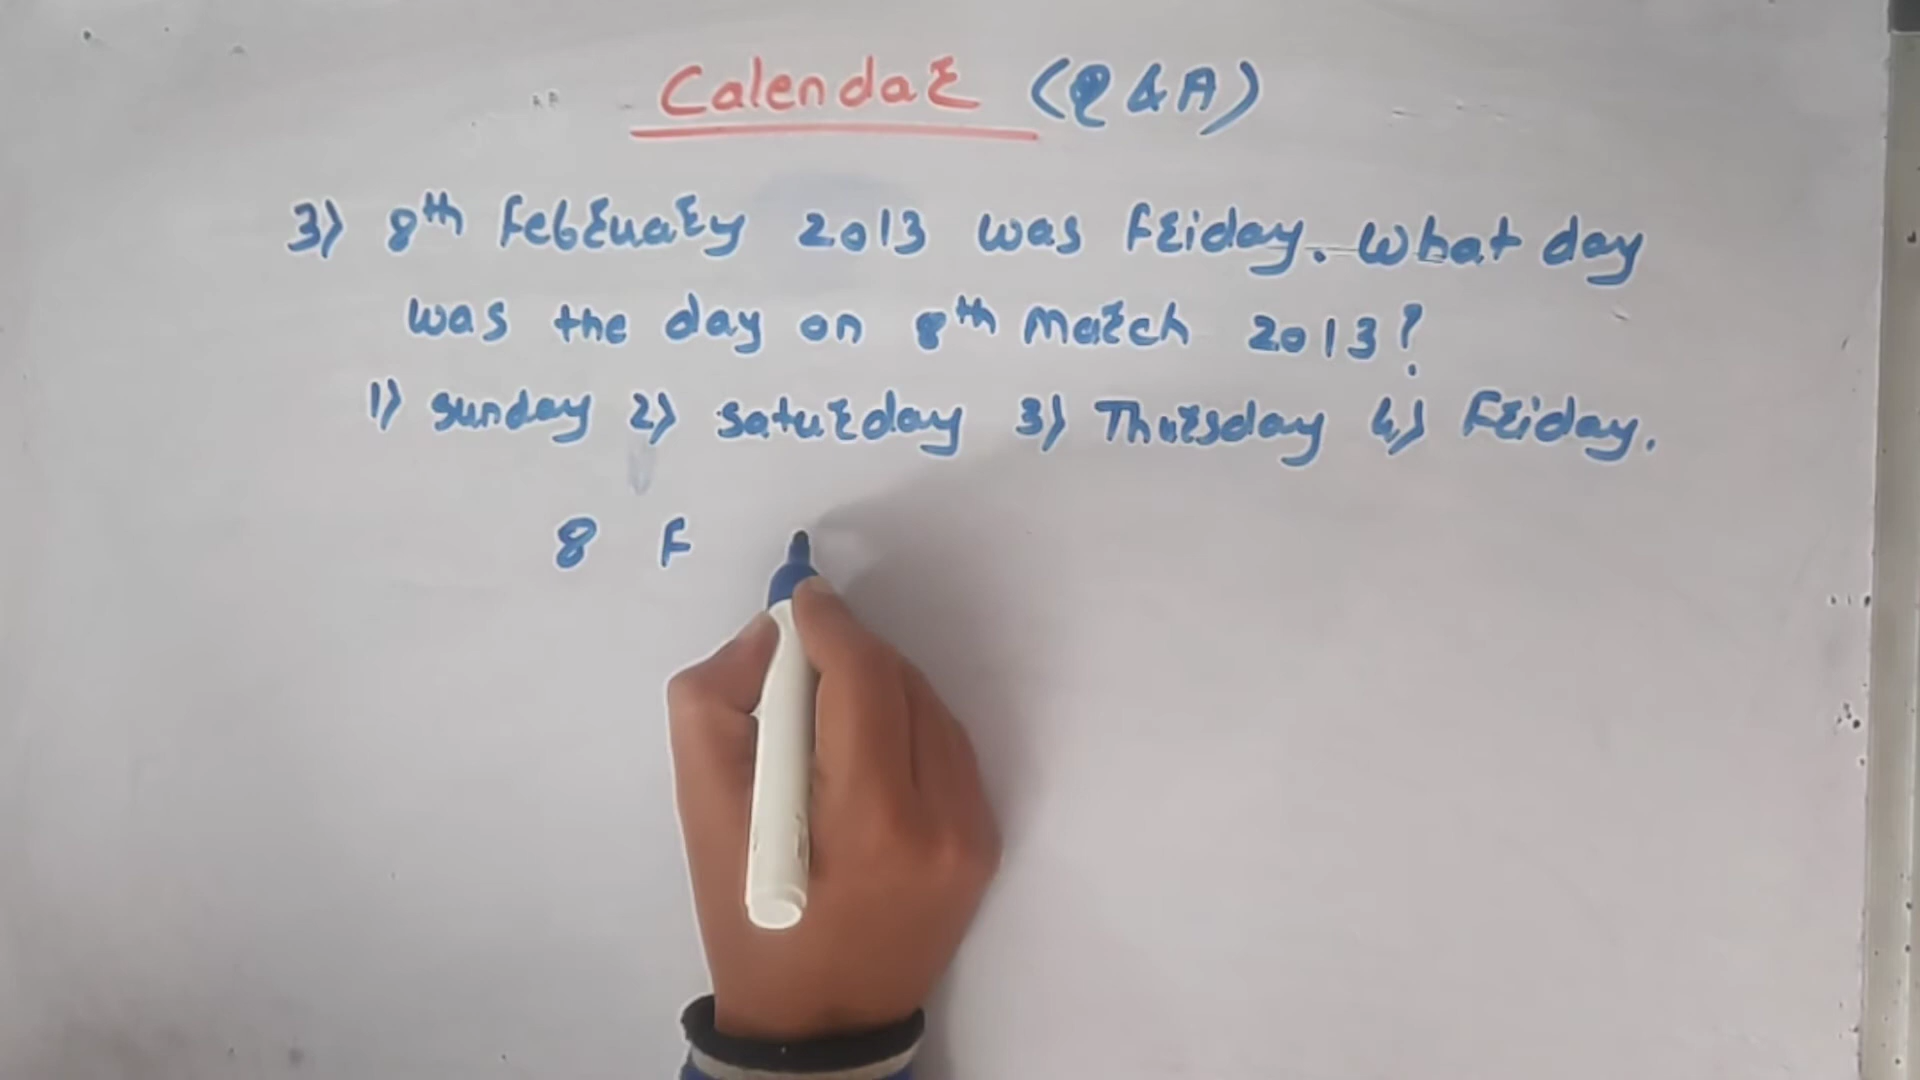 Calendar (Q & A)
3) 8th February 2013 was Friday. What day
was the day on 8th March 2013?
1) Sunday 2) Saturday 3) Thursday 4) Friday.
8 F